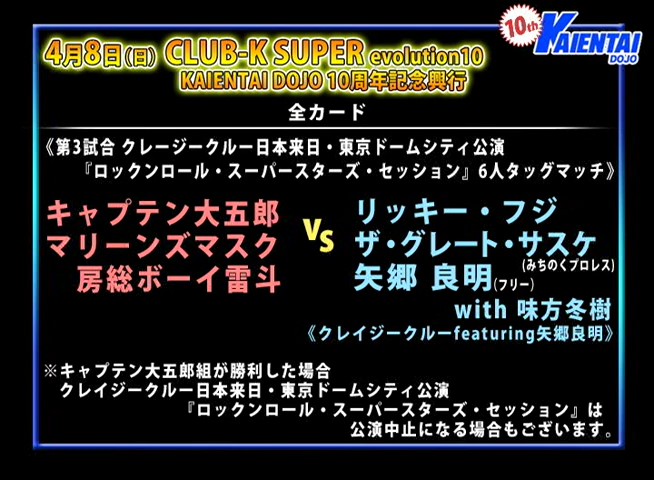 10th
KAIENTAI
DOJO
4月8日(日) CLUB-K SUPER evolution10
KAIENTAI DOJO 10周年記念興行
全カード
《第3試合 クレージークルー日本来日・東京ドームシティ公演
『ロックンロール・スーパースターズ・セッション』6人タッグマッチ》
キャプテン大五郎
マリーンズマスク
房総ボーイ雷斗
VS
リッキー・フジ
ザ・グレート・サスケ
(みちのくプロレス)
矢郷 良明(フリー)
with 味方冬樹
《クレイジークルーfeaturing矢郷良明》
※キャプテン大五郎組が勝利した場合
クレイジークルー日本来日・東京ドームシティ公演
『ロックンロール・スーパースターズ・セッション』は
公演中止になる場合もございます。